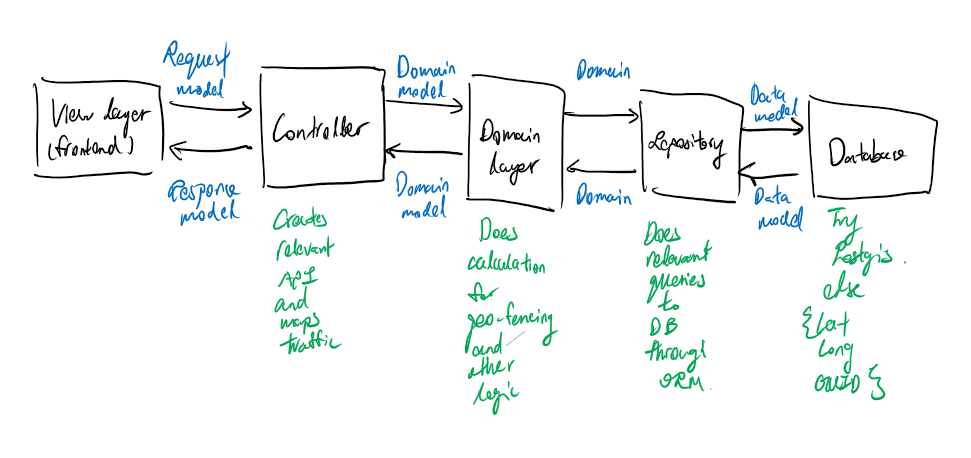 Request
model
View Layer
(frontend)
Response
model
Controller
Creates
relevant
API
and
maps
traffic
Domain
model
Domain
model
Domain
layer
Does
calculation
for
geo-fencing
and
other
logic
Domain
Domain
Repository
Does
relevant
queries
to
DB
through
ORM.
Data
model
Data
model
Database
Try
Postgis.
else
{Lat
Long
GUID}